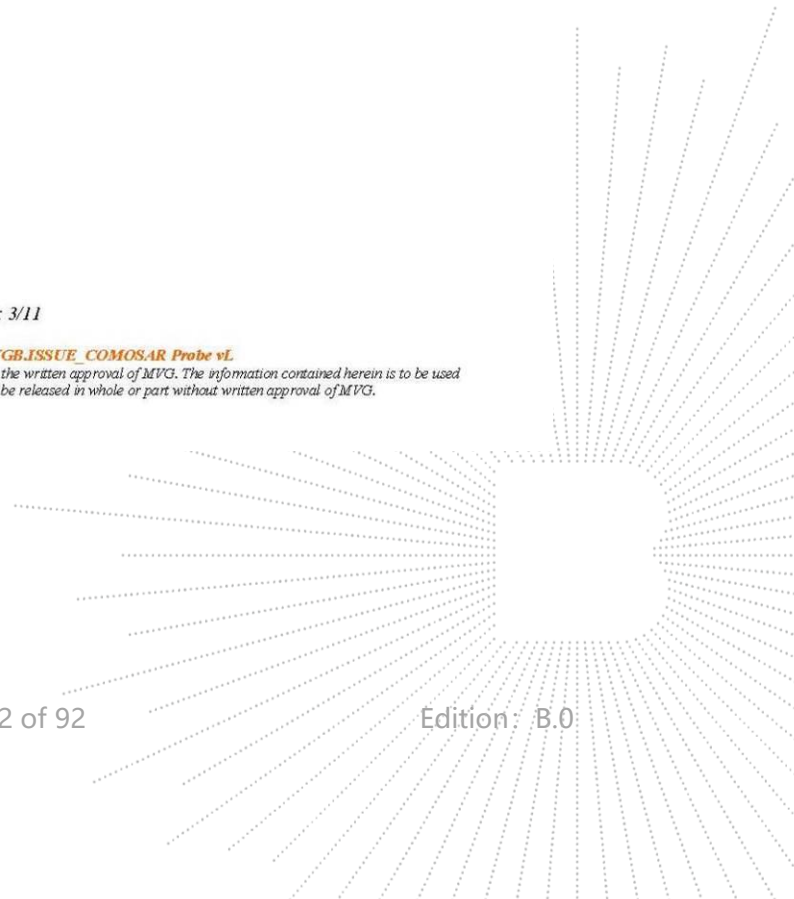 : 3/11
GB.ISSUE_COMOSAR Probe vL
the written approval of MVG. The information contained herein is to be used
be released in whole or part without written approval of MVG.
2 of 92
Edition: B.0